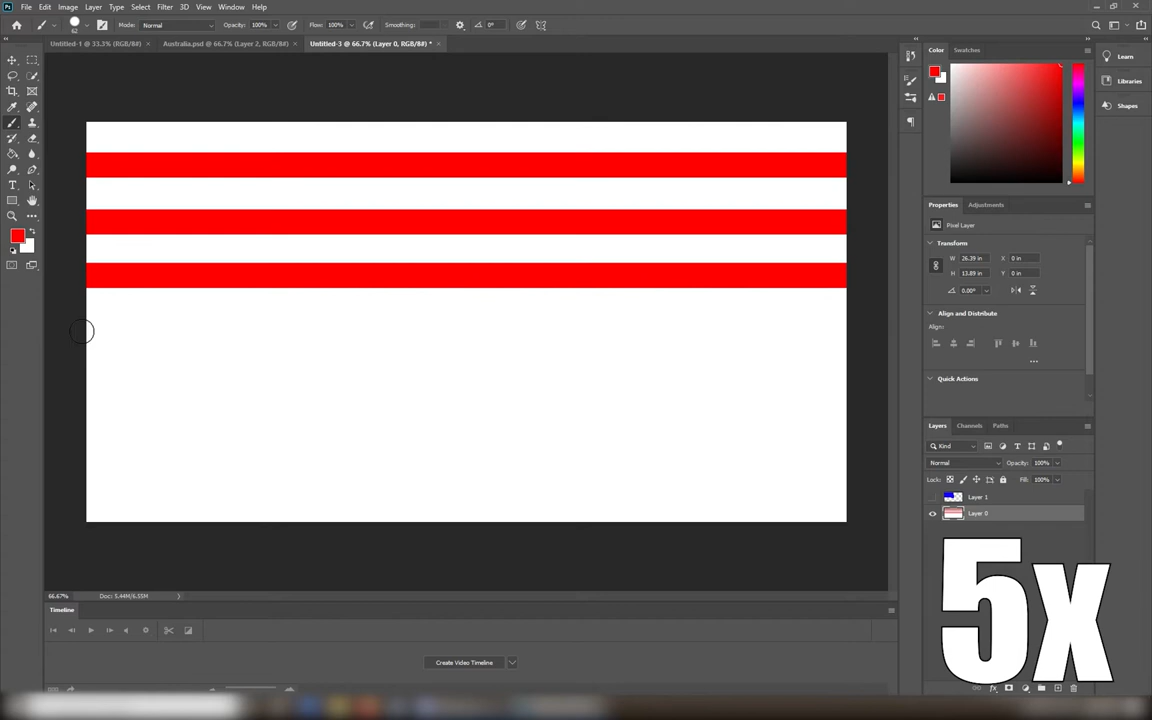 Ps File Edit Image Layer Type Select Filter 3D View Window Help
62 Mode: Normal Opacity: 100% Flow: 100% Smoothing: 0°
Untitled-1 @ 33.3% (RGB/8#) × Australia.psd @ 66.7% (Layer 2, RGB/8#) × Untitled-3 @ 66.7% (Layer 0, RGB/8#) * ×
Color Swatches
Learn
Libraries
Shapes
Properties Adjustments
Pixel Layer
Transform
W 26.39 in X 0 in
H 13.89 in Y 0 in
0.00°
Align and Distribute
Align:
...
Quick Actions
Layers Channels Paths
Kind
Normal Opacity: 100%
Lock: Fill: 100%
Layer 1
Layer 0
5x
66.67% Doc: 5.44M/6.55M
Timeline
Create Video Timeline
fx